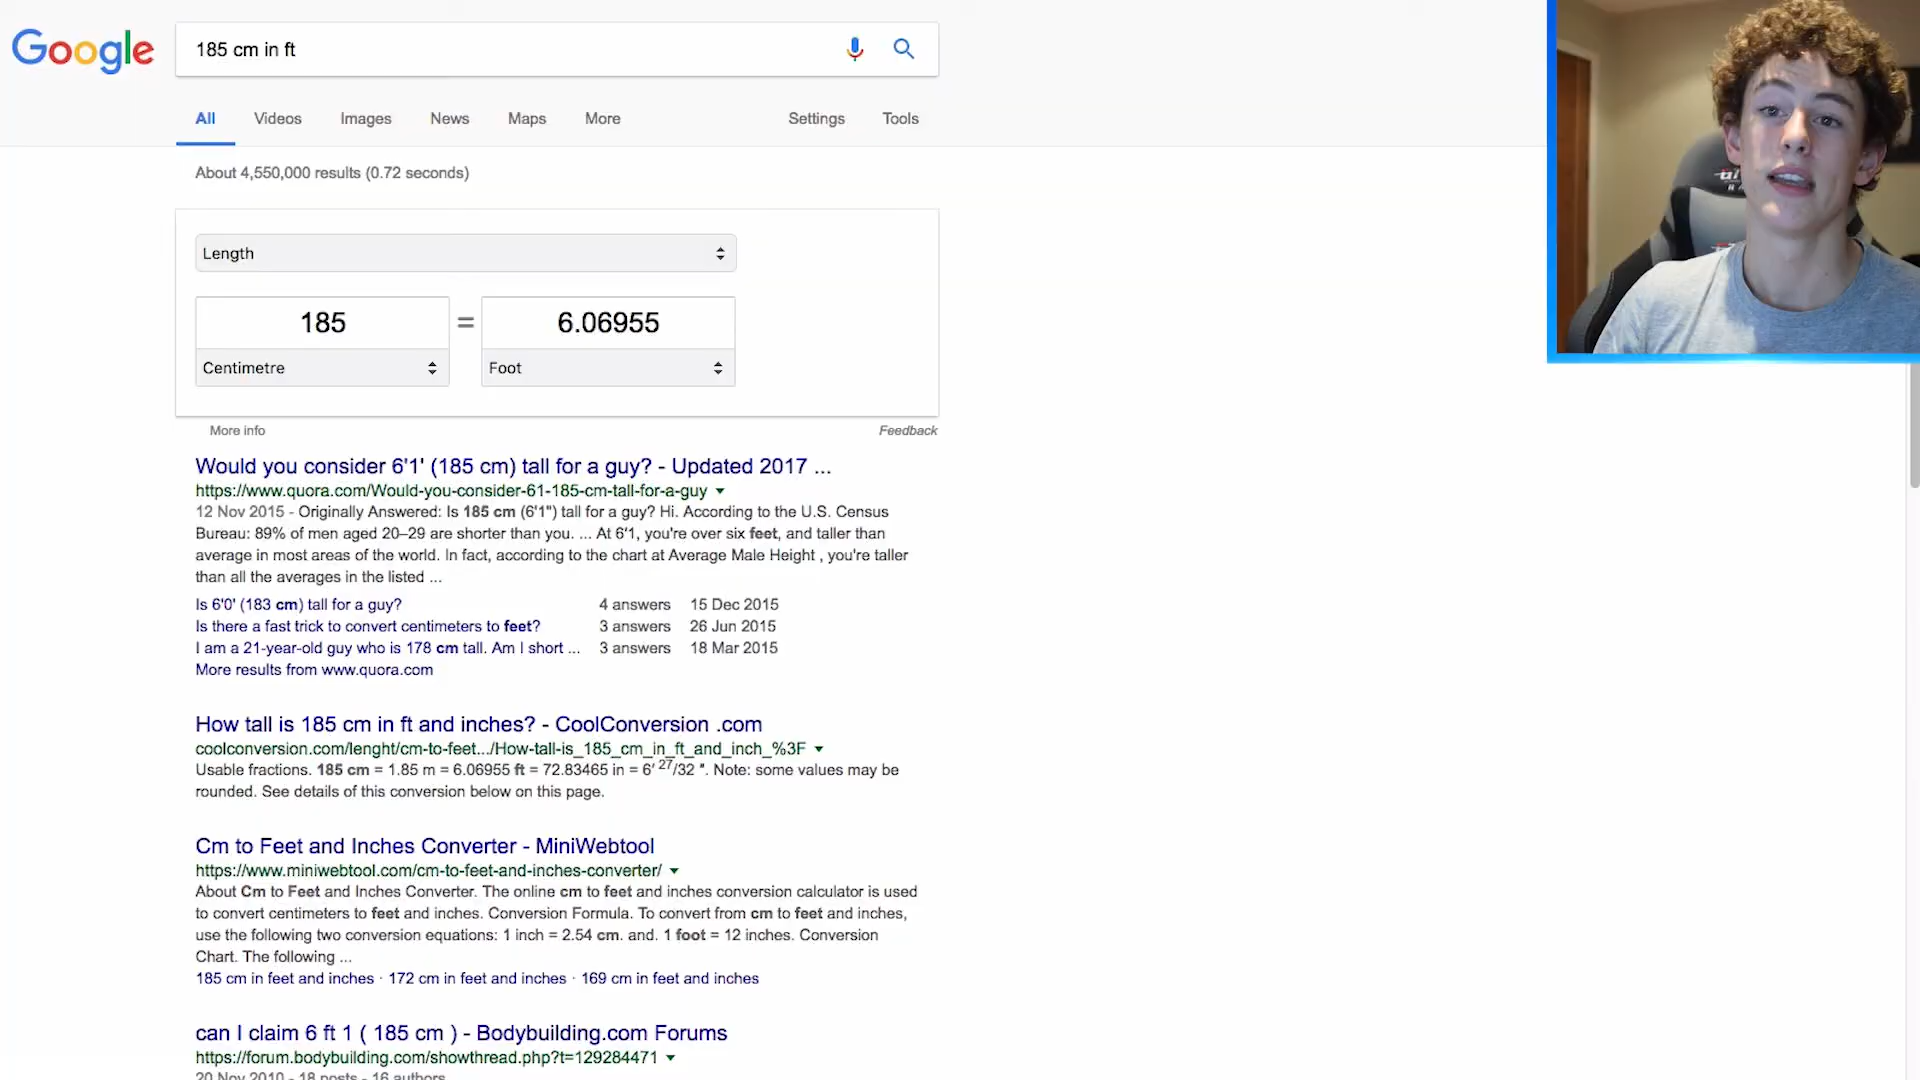 Google
185 cm in ft
All Videos Images News Maps More Settings Tools
About 4,550,000 results (0.72 seconds)
Length
185 = 6.06955
Centimetre Foot
More info Feedback
Would you consider 6'1' (185 cm) tall for a guy? - Updated 2017 ...
https://www.quora.com/Would-you-consider-61-185-cm-tall-for-a-guy
12 Nov 2015 - Originally Answered: Is 185 cm (6'1") tall for a guy? Hi. According to the U.S. Census
Bureau: 89% of men aged 20–29 are shorter than you. ... At 6'1, you're over six feet, and taller than
average in most areas of the world. In fact, according to the chart at Average Male Height , you're taller
than all the averages in the listed ...
Is 6'0' (183 cm) tall for a guy? 4 answers 15 Dec 2015
Is there a fast trick to convert centimeters to feet? 3 answers 26 Jun 2015
I am a 21-year-old guy who is 178 cm tall. Am I short ... 3 answers 18 Mar 2015
More results from www.quora.com
How tall is 185 cm in ft and inches? - CoolConversion .com
coolconversion.com/lenght/cm-to-feet.../How-tall-is_185_cm_in_ft_and_inch_%3F
Usable fractions. 185 cm = 1.85 m = 6.06955 ft = 72.83465 in = 6' 27/32 ". Note: some values may be
rounded. See details of this conversion below on this page.
Cm to Feet and Inches Converter - MiniWebtool
https://www.miniwebtool.com/cm-to-feet-and-inches-converter/
About Cm to Feet and Inches Converter. The online cm to feet and inches conversion calculator is used
to convert centimeters to feet and inches. Conversion Formula. To convert from cm to feet and inches,
use the following two conversion equations: 1 inch = 2.54 cm. and. 1 foot = 12 inches. Conversion
Chart. The following ...
185 cm in feet and inches · 172 cm in feet and inches · 169 cm in feet and inches
can I claim 6 ft 1 ( 185 cm ) - Bodybuilding.com Forums
https://forum.bodybuilding.com/showthread.php?t=129284471
20 Nov 2010 - 18 posts - 16 authors